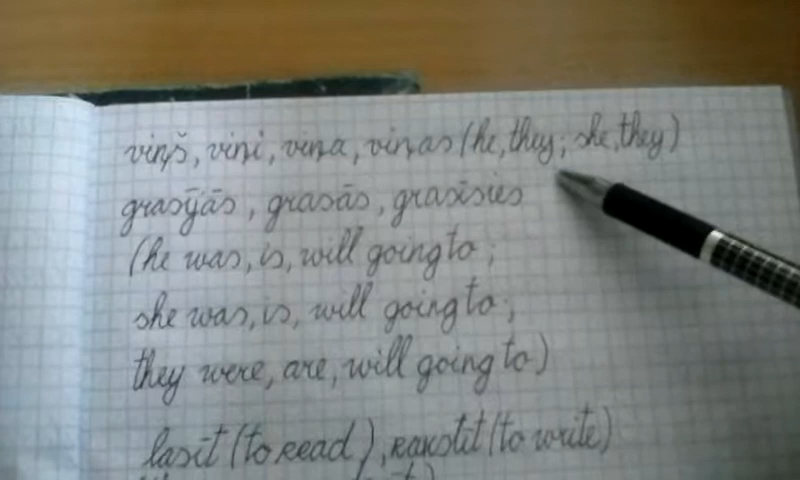 viņš, viņi, viņa, viņas (he, they; she, they)
grasījās, grasās, grasīsies
(he was, is, will going to;
she was, is, will going to;
they were, are, will going to)
lasīt (to read), rakstīt (to write)